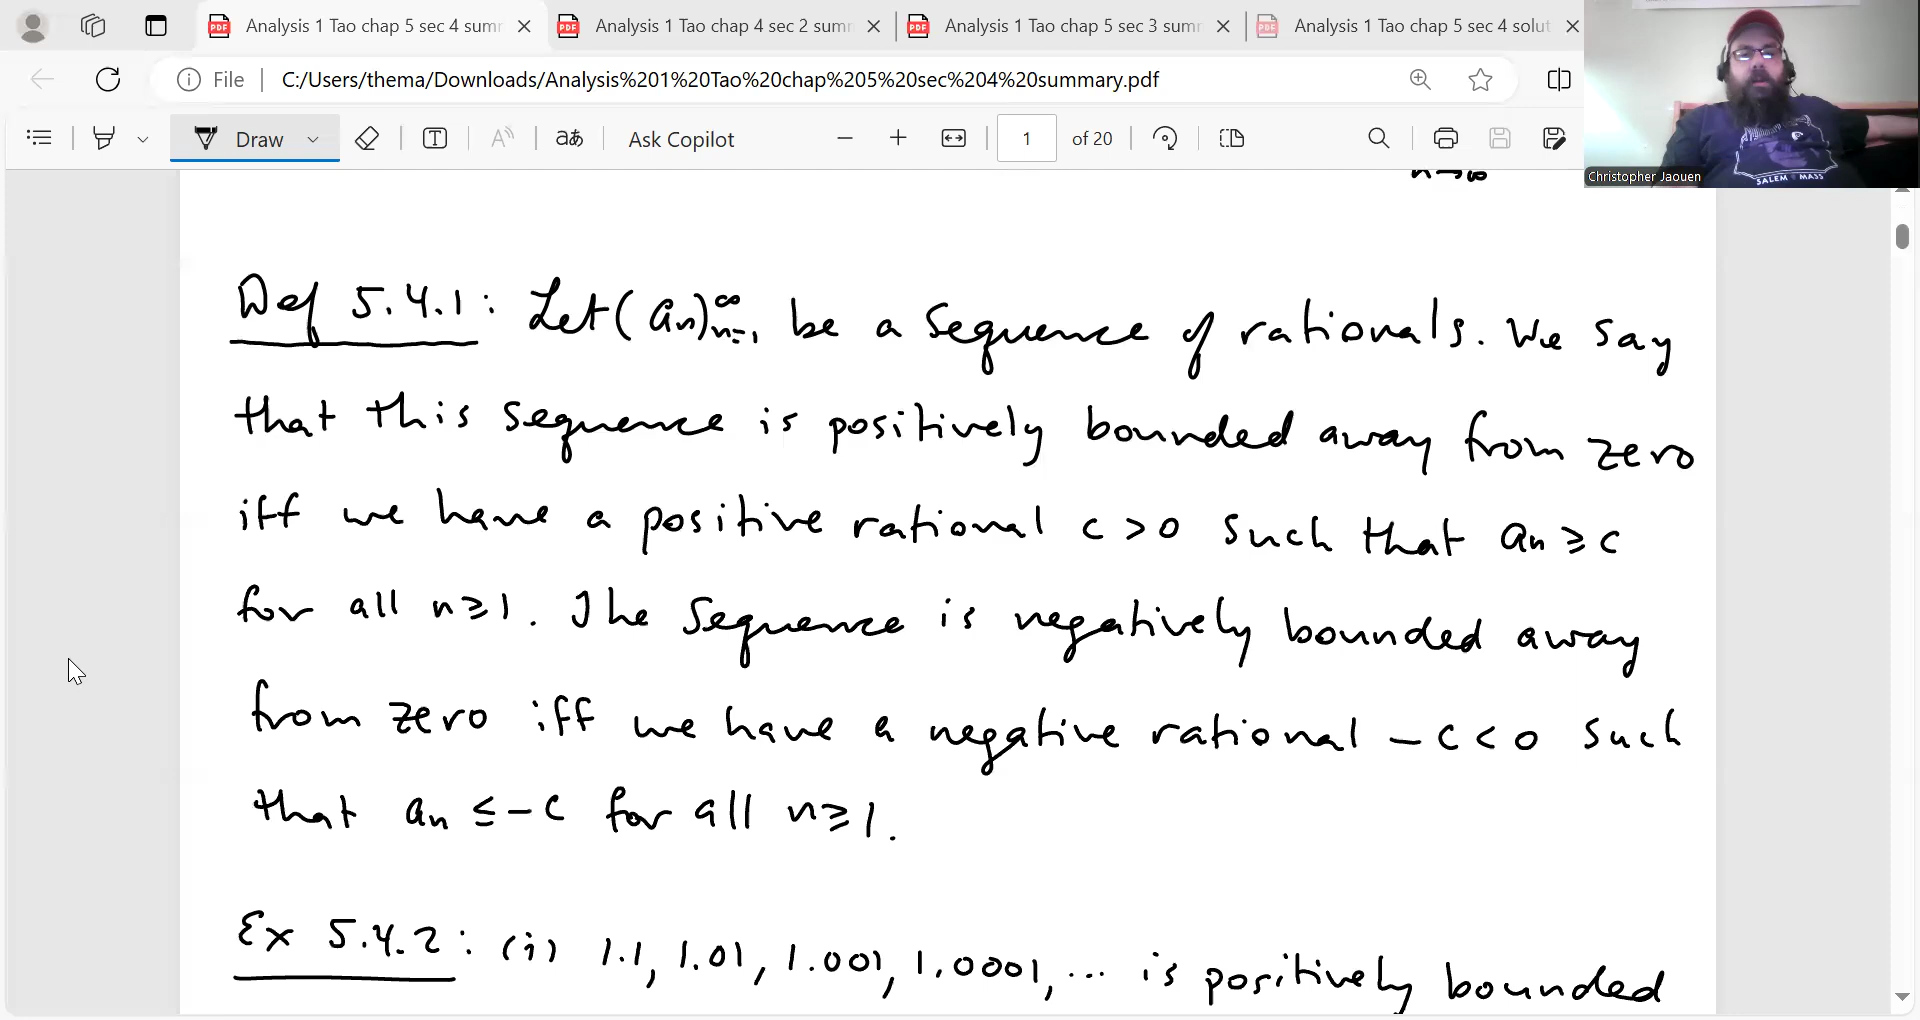 Analysis 1 Tao chap 5 sec 4 sumr
Analysis 1 Tao chap 4 sec 2 sum
Analysis 1 Tao chap 5 sec 3 sum
Analysis 1 Tao chap 5 sec 4 solut
File C:/Users/thema/Downloads/Analysis%201%20Tao%20chap%205%20sec%204%20summary.pdf
Draw Ask Copilot 1 of 20
Christopher Jaouen
SALEM MASS
n→∞
Def 5.4.1: Let (an)∞n=1 be a sequence of rationals. We say
that this sequence is positively bounded away from zero
iff we have a positive rational c > 0 such that an ≥ c
for all n ≥ 1. The sequence is negatively bounded away
from zero iff we have a negative rational -c < 0 such
that an ≤ -c for all n ≥ 1.
Ex 5.4.2: (i) 1.1, 1.01, 1.001, 1.0001, ... is positively bounded